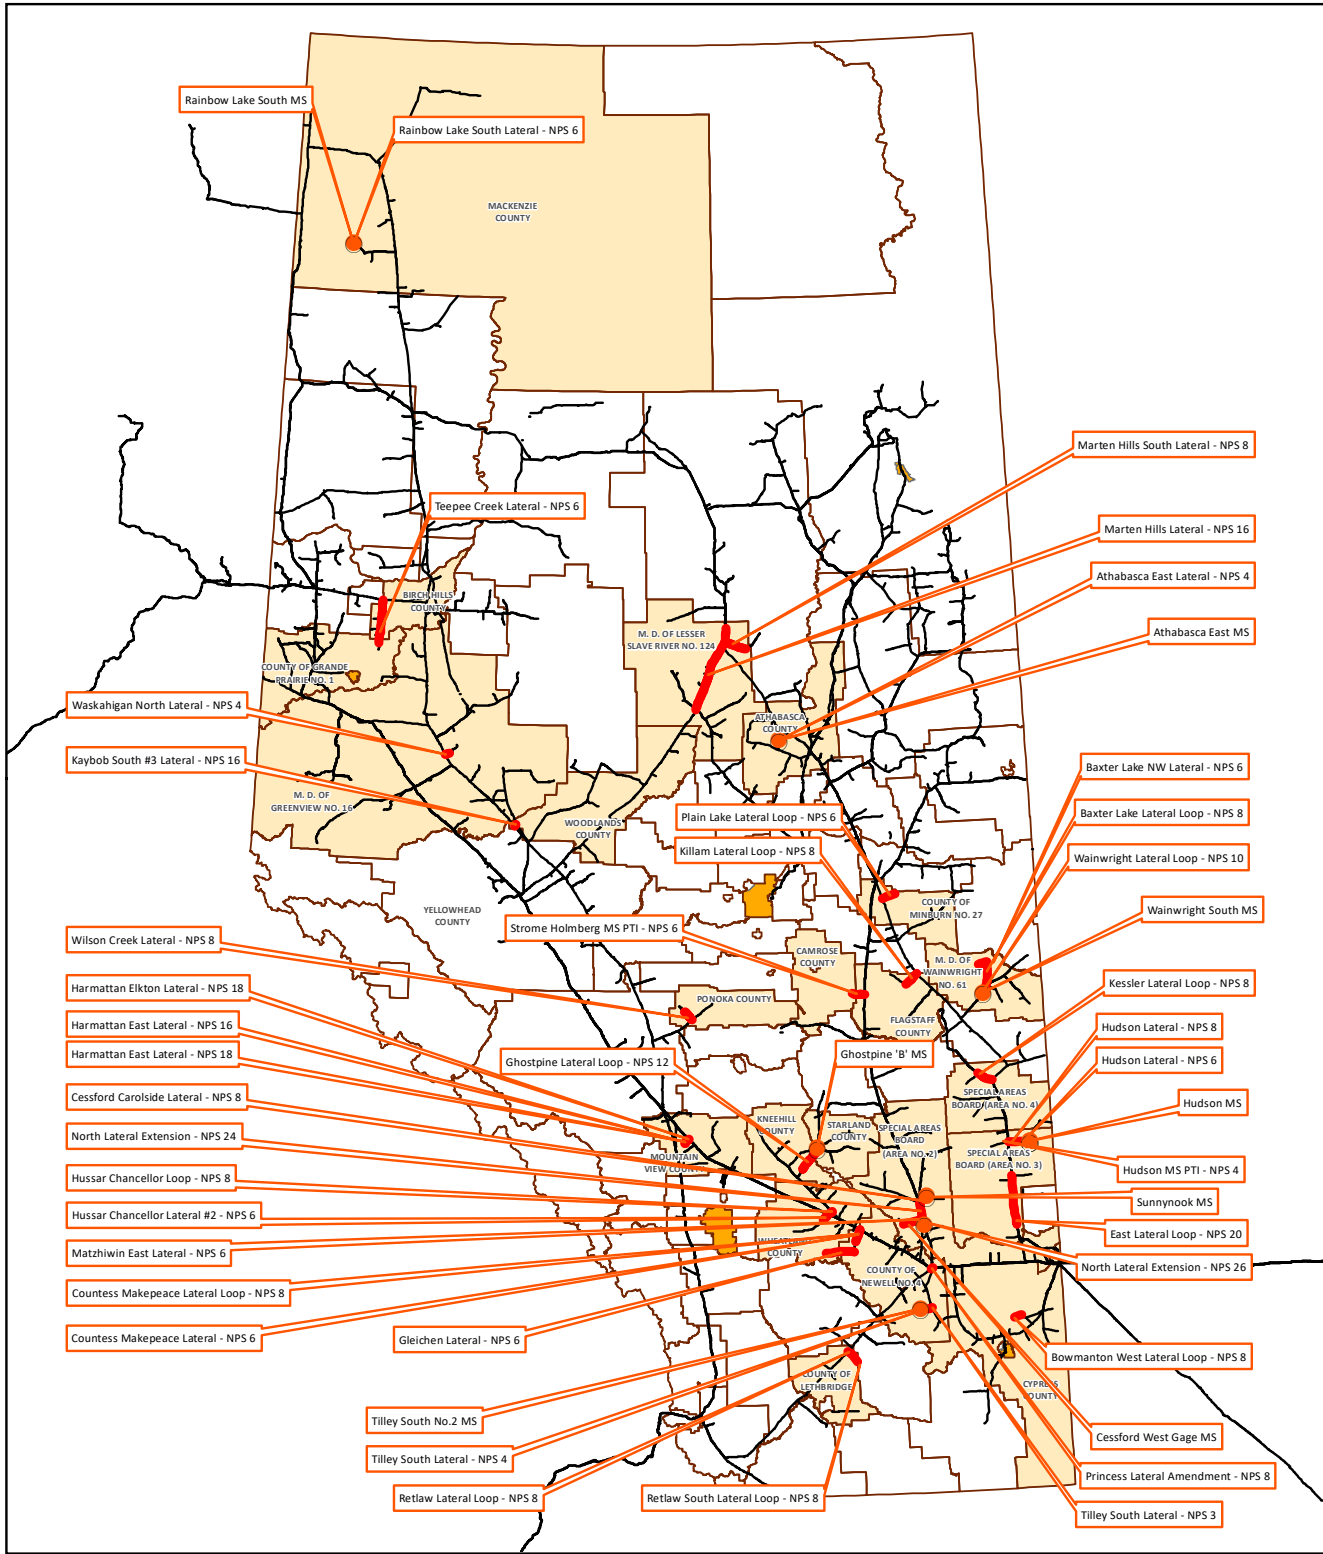 Rainbow Lake South MS
Rainbow Lake South Lateral - NPS 6
MACKENZIE
COUNTY
Marten Hills South Lateral - NPS 8
Teepee Creek Lateral - NPS 6
Marten Hills Lateral - NPS 16
Athabasca East Lateral - NPS 4
BIRCH HILLS
COUNTY
Athabasca East MS
M. D. OF LESSER
SLAVE RIVER NO. 124
COUNTY OF GRANDE
PRAIRIE NO. 1
Waskahigan North Lateral - NPS 4
ATHABASCA
COUNTY
Kaybob South #3 Lateral - NPS 16
Baxter Lake NW Lateral - NPS 6
M. D. OF
GREENVIEW NO. 16
Plain Lake Lateral Loop - NPS 6
Baxter Lake Lateral Loop - NPS 8
WOODLANDS
COUNTY
Killam Lateral Loop - NPS 8
Wainwright Lateral Loop - NPS 10
YELLOWHEAD
COUNTY
COUNTY OF
MINBURN NO. 27
Wainwright South MS
Strome Holmberg MS PTI - NPS 6
Wilson Creek Lateral - NPS 8
CAMROSE
COUNTY
M. D. OF
WAINWRIGHT
NO. 61
Harmattan Elkton Lateral - NPS 18
Kessler Lateral Loop - NPS 8
PONOKA COUNTY
Harmattan East Lateral - NPS 16
FLAGSTAFF
COUNTY
Hudson Lateral - NPS 8
Harmattan East Lateral - NPS 18
Ghostpine Lateral Loop - NPS 12
Ghostpine 'B' MS
Hudson Lateral - NPS 6
Cessford Carolside Lateral - NPS 8
SPECIAL AREAS
BOARD (AREA NO. 4)
Hudson MS
North Lateral Extension - NPS 24
KNEEHILL
COUNTY
STARLAND
COUNTY
SPECIAL AREAS
BOARD
(AREA NO. 2)
MOUNTAIN
VIEW COUNTY
SPECIAL AREAS
BOARD (AREA NO. 3)
Hudson MS PTI - NPS 4
Hussar Chancellor Loop - NPS 8
Sunnynook MS
Hussar Chancellor Lateral #2 - NPS 6
East Lateral Loop - NPS 20
Matzhiwin East Lateral - NPS 6
WHEATLAND
COUNTY
North Lateral Extension - NPS 26
COUNTY OF
NEWELL NO. 4
Countess Makepeace Lateral Loop - NPS 8
Countess Makepeace Lateral - NPS 6
Gleichen Lateral - NPS 6
Bowmanton West Lateral Loop - NPS 8
COUNTY OF
LETHBRIDGE
CYPRESS
COUNTY
Tilley South No.2 MS
Cessford West Gage MS
Tilley South Lateral - NPS 4
Princess Lateral Amendment - NPS 8
Retlaw Lateral Loop - NPS 8
Retlaw South Lateral Loop - NPS 8
Tilley South Lateral - NPS 3